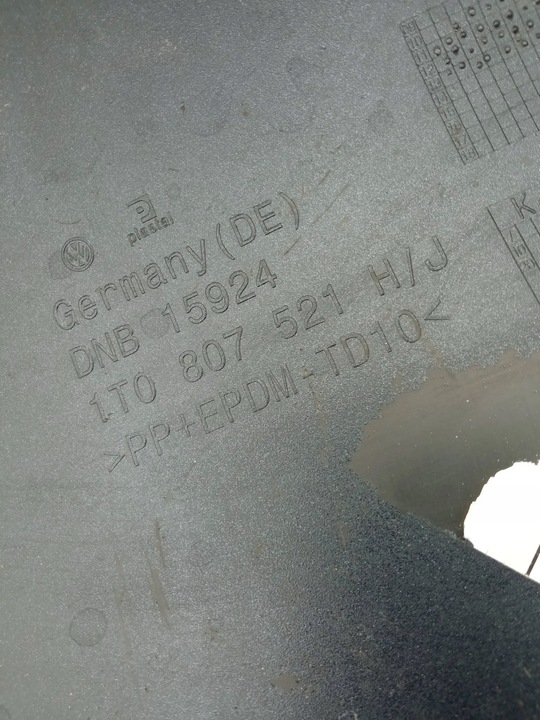 plastal
Germany(DE)
DNB 15924
1T0 807 521 H/J
>PP+EPDM-TD10<
K